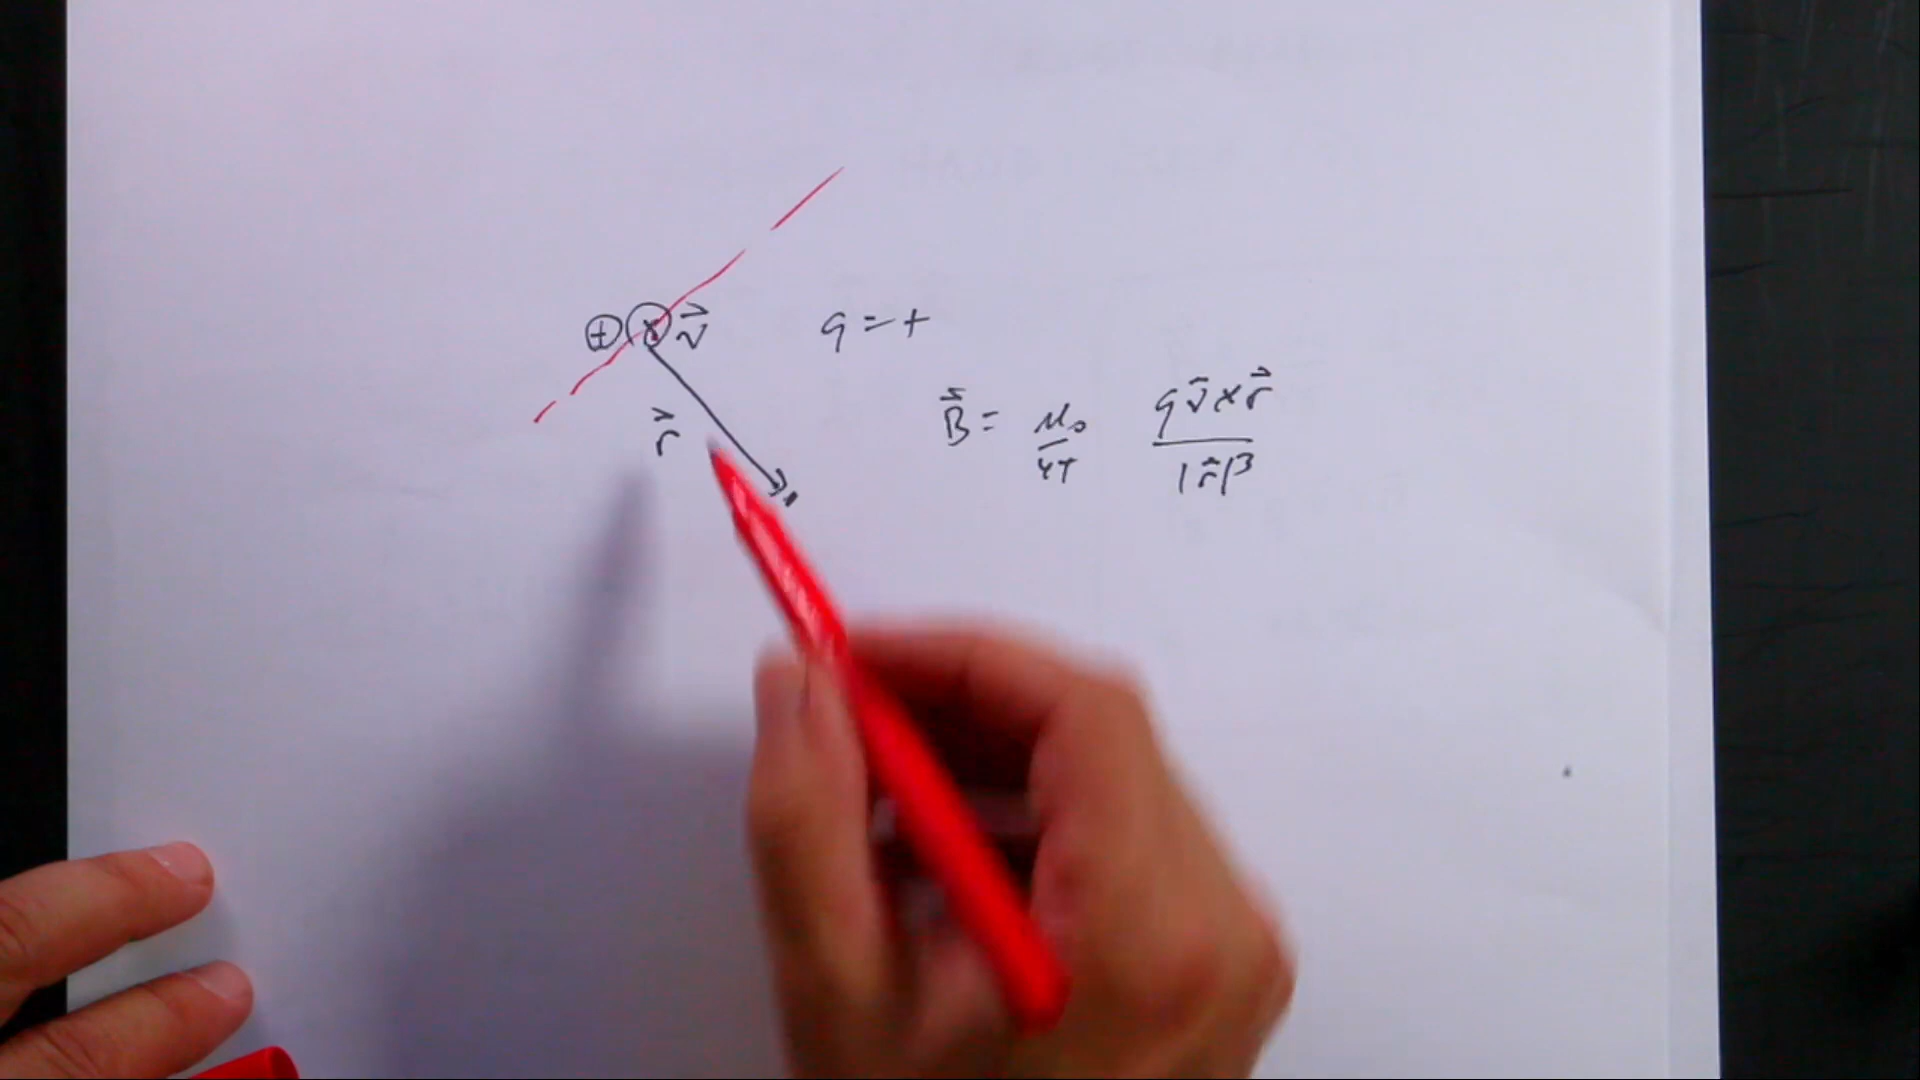 ⊕ ⊗ v⃗ q = +
r⃗
B⃗ = μ₀/4π q v⃗ × r⃗ / |r⃗|³